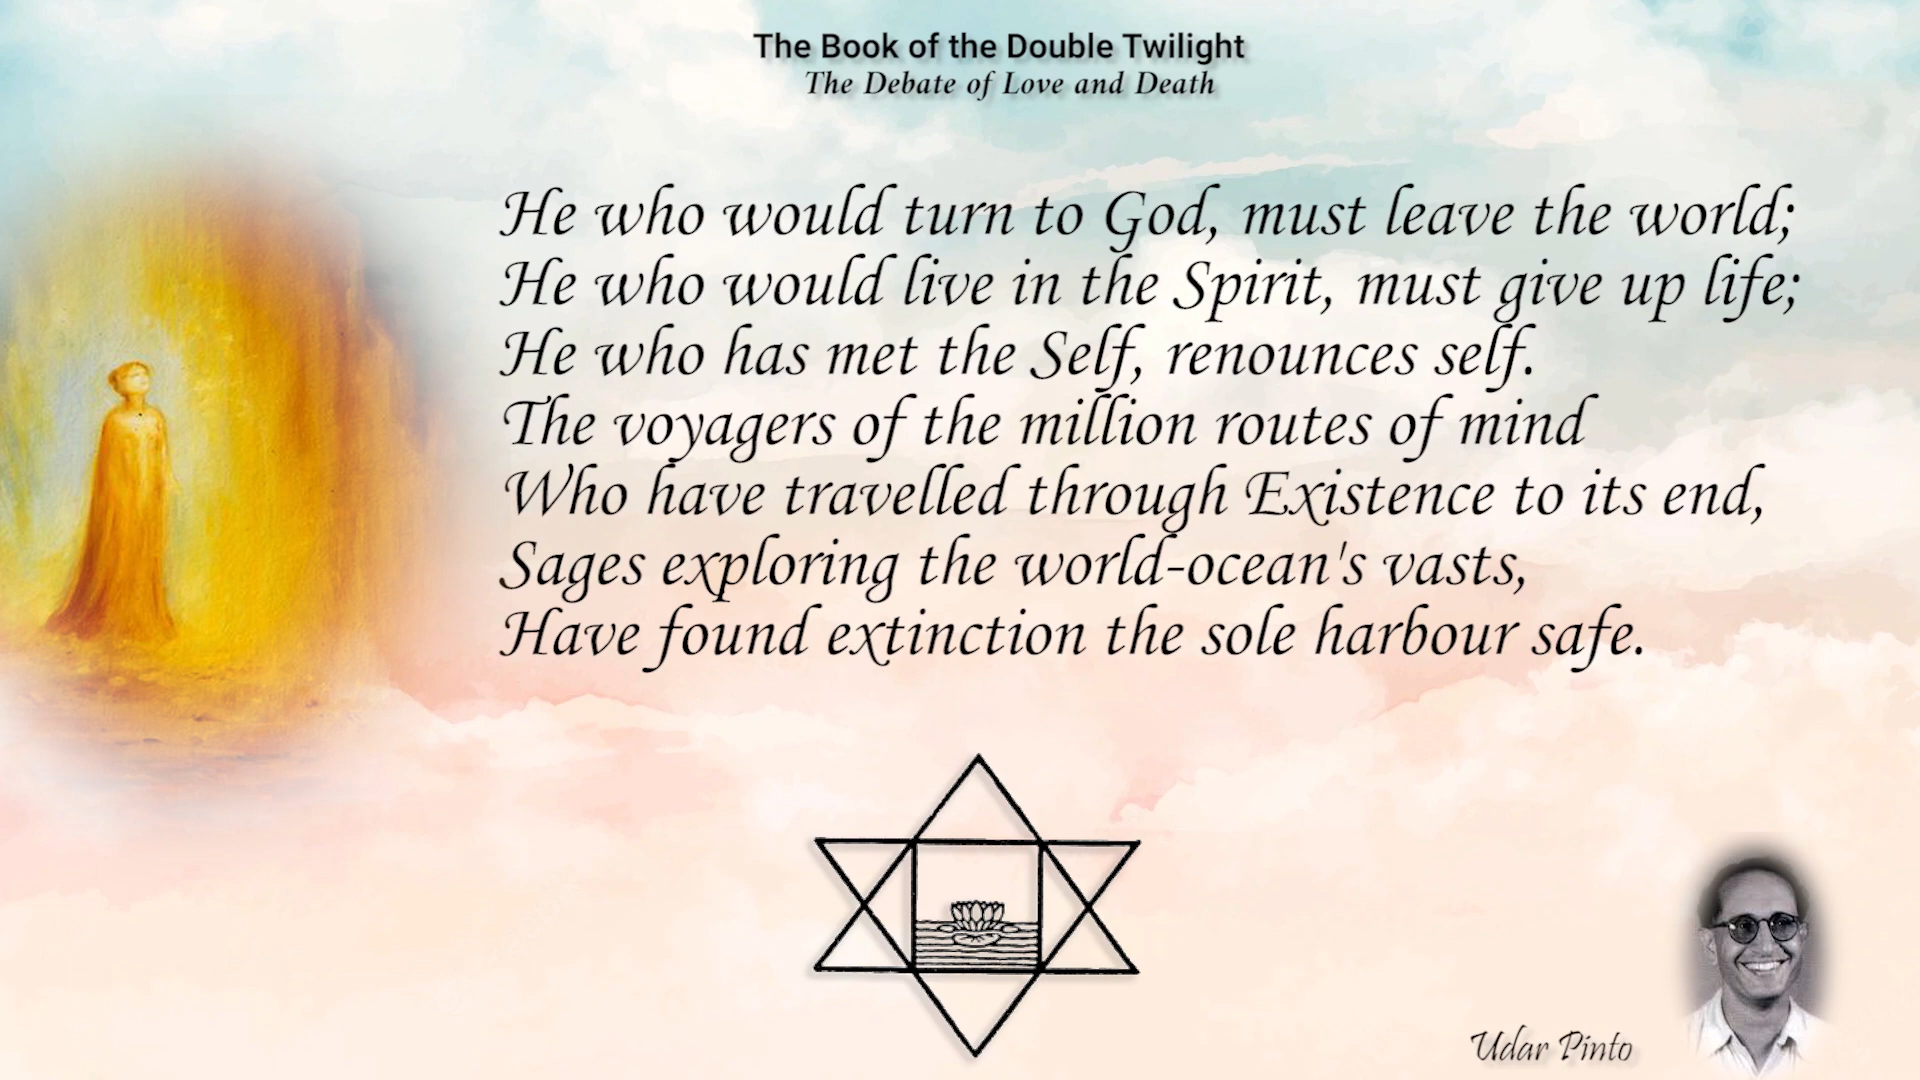 The Book of the Double Twilight
The Debate of Love and Death
He who would turn to God, must leave the world;
He who would live in the Spirit, must give up life;
He who has met the Self, renounces self.
The voyagers of the million routes of mind
Who have travelled through Existence to its end,
Sages exploring the world-ocean's vasts,
Have found extinction the sole harbour safe.
Udar Pinto